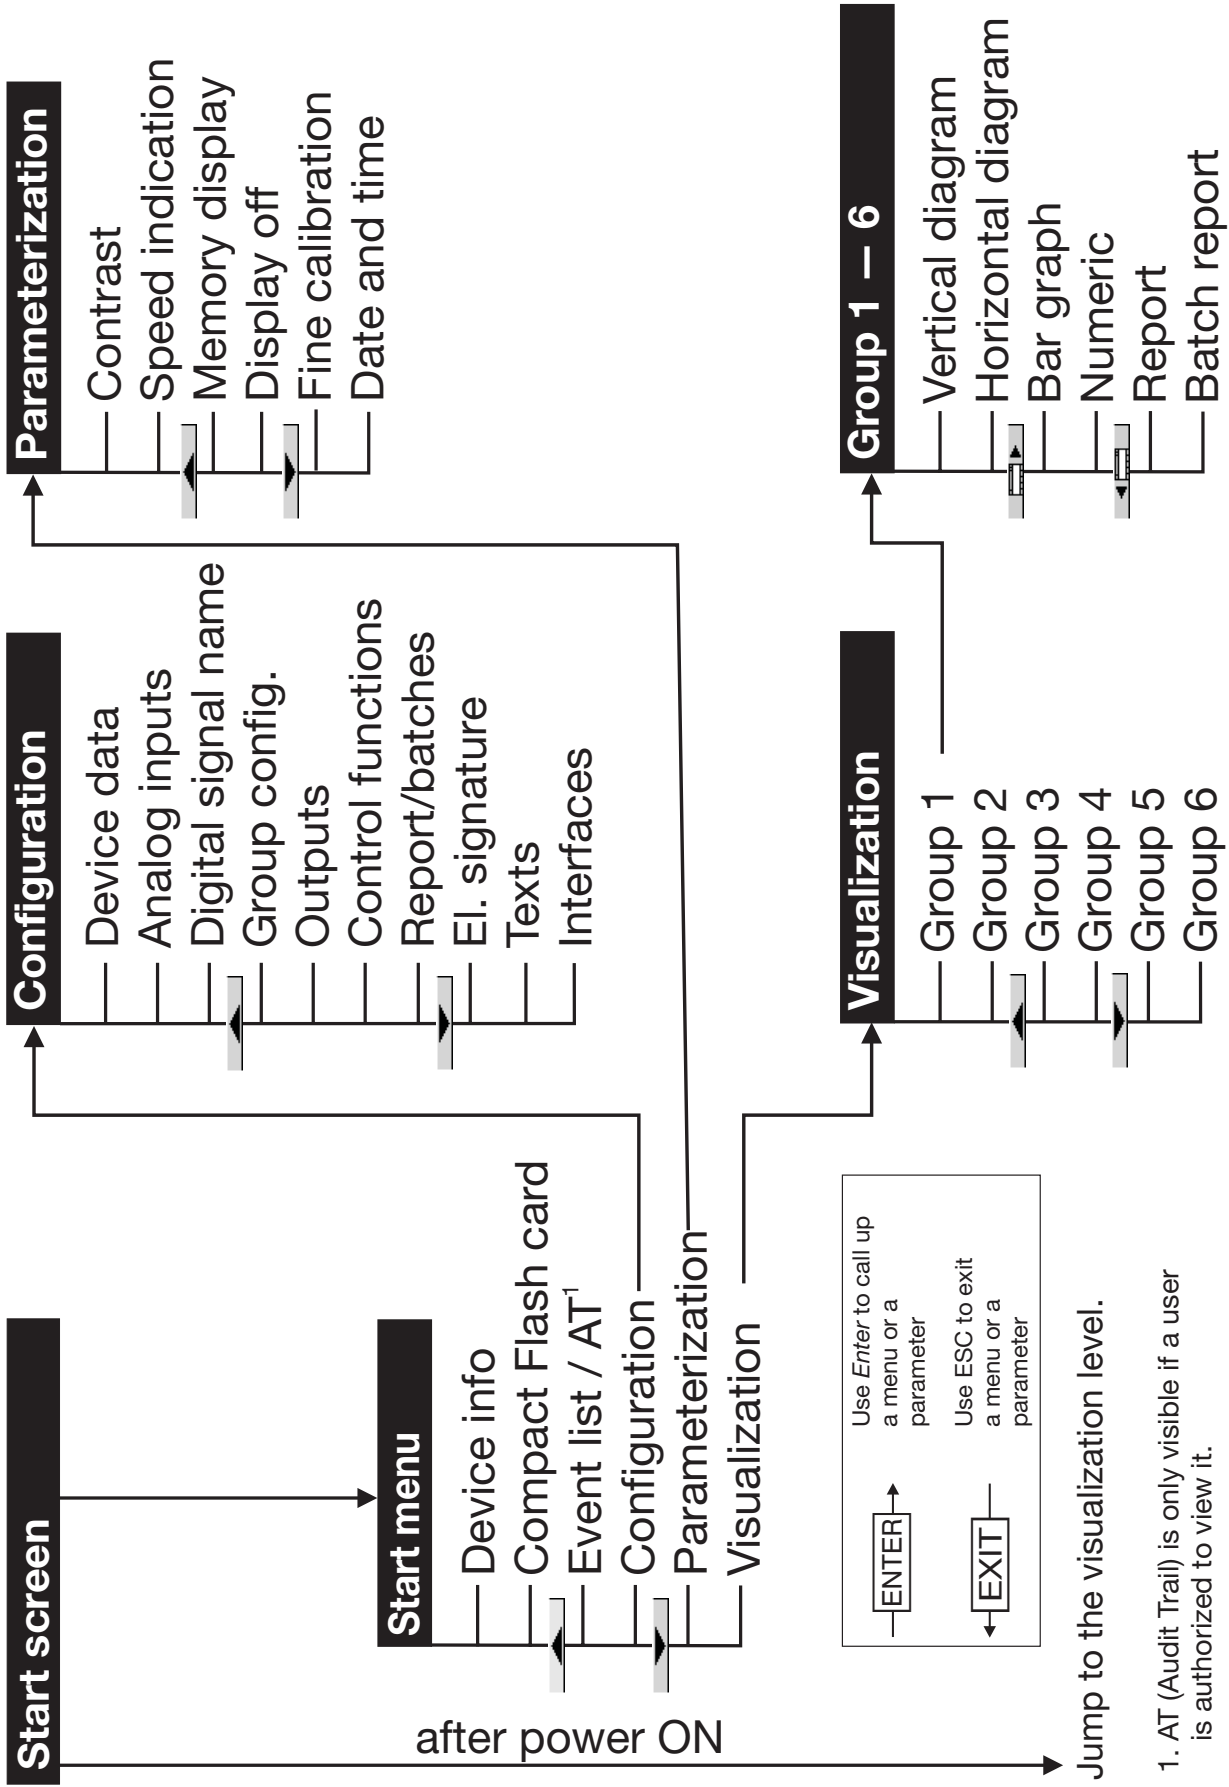 Start screen
after power ON
Jump to the visualization level.
1. AT (Audit Trail) is only visible if a user
is authorized to view it.
Start menu
Device info
Compact Flash card
Event list / AT1
Configuration
Parameterization
Visualization
ENTER
Use Enter to call up
a menu or a
parameter
EXIT
Use ESC to exit
a menu or a
parameter
Configuration
Device data
Analog inputs
Digital signal name
Group config.
Outputs
Control functions
Report/batches
El. signature
Texts
Interfaces
Visualization
Group 1
Group 2
Group 3
Group 4
Group 5
Group 6
Parameterization
Contrast
Speed indication
Memory display
Display off
Fine calibration
Date and time
Group 1 – 6
Vertical diagram
Horizontal diagram
Bar graph
Numeric
Report
Batch report